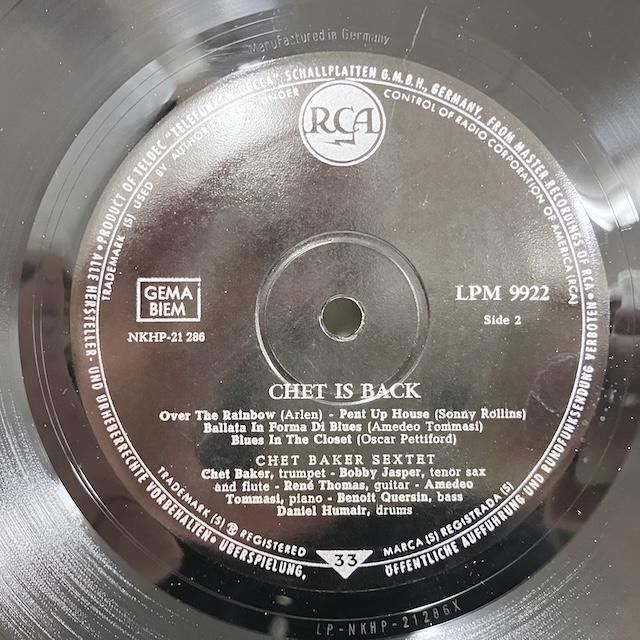 Manufactured in Germany
• PRODUCT OF TELDEC "TELEFUNKEN-DECCA" SCHALLPLATTEN G.M.B.H., GERMANY, FROM MASTER RECORDINGS OF RCA •
TRADEMARK (S) USED BY AUTHORITY AND UNDER CONTROL OF RADIO CORPORATION OF AMERICA (RCA)
RCA
GEMA
BIEM
NKHP-21 286
LPM 9922
Side 2
CHET IS BACK
Over The Rainbow (Arlen) - Pent Up House (Sonny Rollins)
Ballata In Forma Di Blues (Amedeo Tommasi)
Blues In The Closet (Oscar Pettiford)
CHET BAKER SEXTET
Chet Baker, trumpet - Bobby Jasper, tenor sax
and flute - René Thomas, guitar - Amedeo
Tommasi, piano - Benoit Quersin, bass
Daniel Humair, drums
TRADEMARK (S) ® REGISTERED
MARCA (S) REGISTRADA (S)
33
ALLE HERSTELLER- UND URHEBERRECHTE VORBEHALTEN • ÜBERSPIELUNG, ÖFFENTLICHE AUFFÜHRUNG UND RUNDFUNKSENDUNG VERBOTEN •
LP-NKHP-21286X